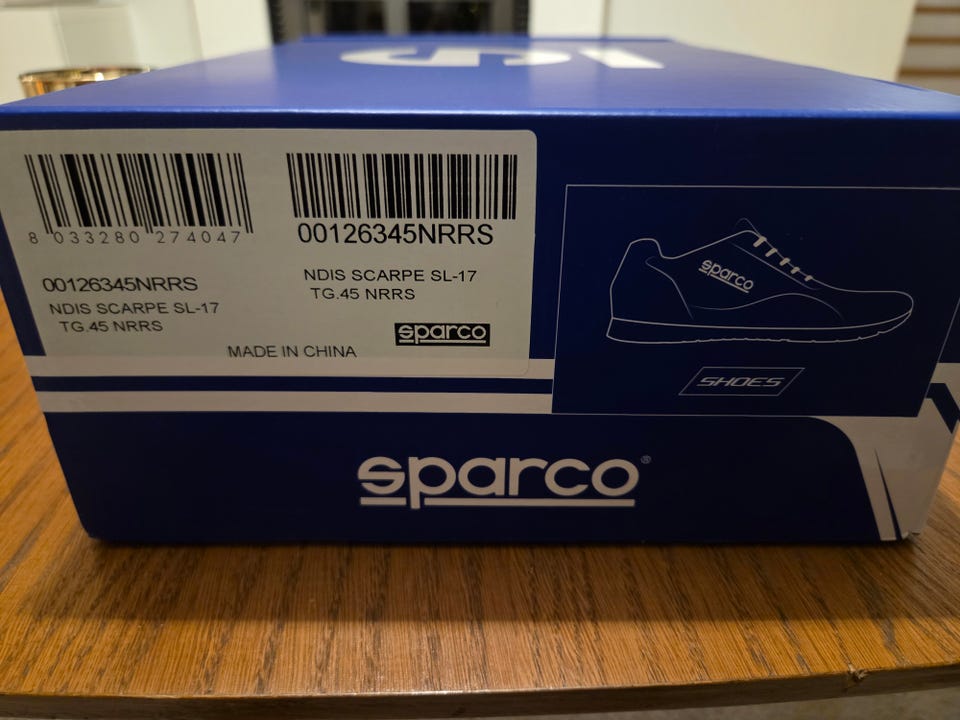 8 033280 274047
00126345NRRS
NDIS SCARPE SL-17
TG.45 NRRS
00126345NRRS
NDIS SCARPE SL-17
TG.45 NRRS
sparco
MADE IN CHINA
sparco
SHOES
sparco®